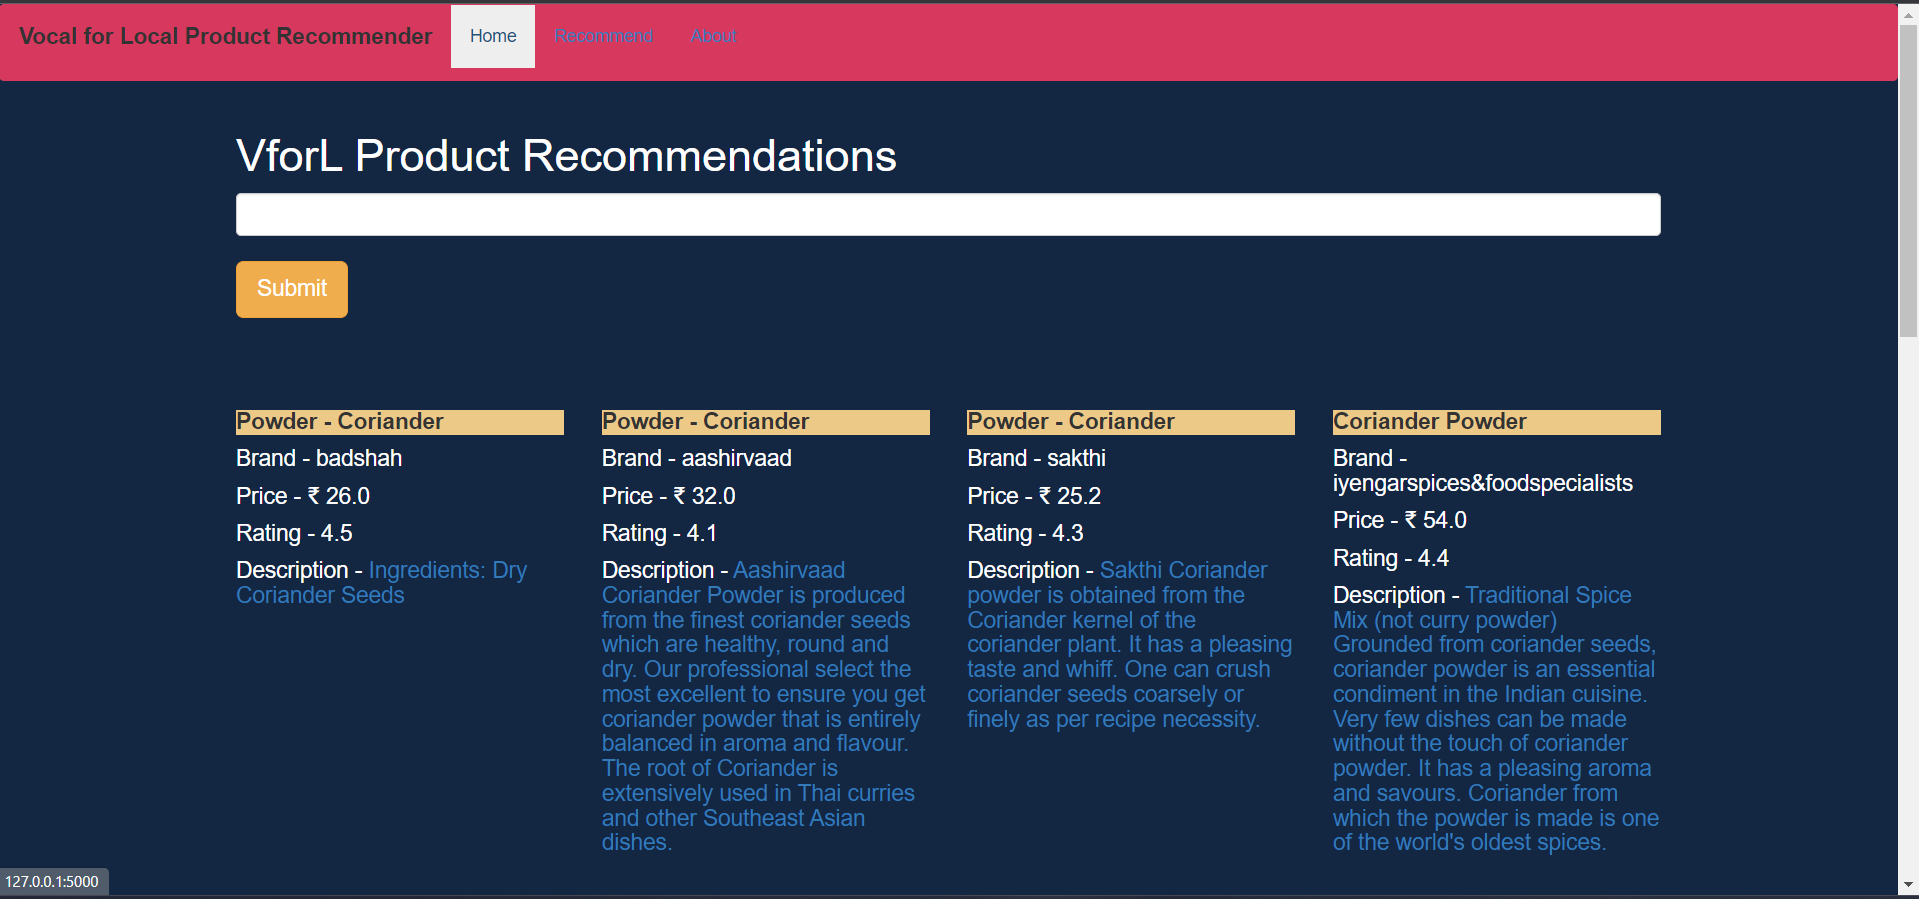 Vocal for Local Product Recommender Home Recommend About
VforL Product Recommendations
Submit
Powder - Coriander
Brand - badshah
Price - ₹ 26.0
Rating - 4.5
Description - Ingredients: Dry
Coriander Seeds
Powder - Coriander
Brand - aashirvaad
Price - ₹ 32.0
Rating - 4.1
Description - Aashirvaad
Coriander Powder is produced
from the finest coriander seeds
which are healthy, round and
dry. Our professional select the
most excellent to ensure you get
coriander powder that is entirely
balanced in aroma and flavour.
The root of Coriander is
extensively used in Thai curries
and other Southeast Asian
dishes.
Powder - Coriander
Brand - sakthi
Price - ₹ 25.2
Rating - 4.3
Description - Sakthi Coriander
powder is obtained from the
Coriander kernel of the
coriander plant. It has a pleasing
taste and whiff. One can crush
coriander seeds coarsely or
finely as per recipe necessity.
Coriander Powder
Brand -
iyengarspices&foodspecialists
Price - ₹ 54.0
Rating - 4.4
Description - Traditional Spice
Mix (not curry powder)
Grounded from coriander seeds,
coriander powder is an essential
condiment in the Indian cuisine.
Very few dishes can be made
without the touch of coriander
powder. It has a pleasing aroma
and savours. Coriander from
which the powder is made is one
of the world's oldest spices.
127.0.0.1:5000